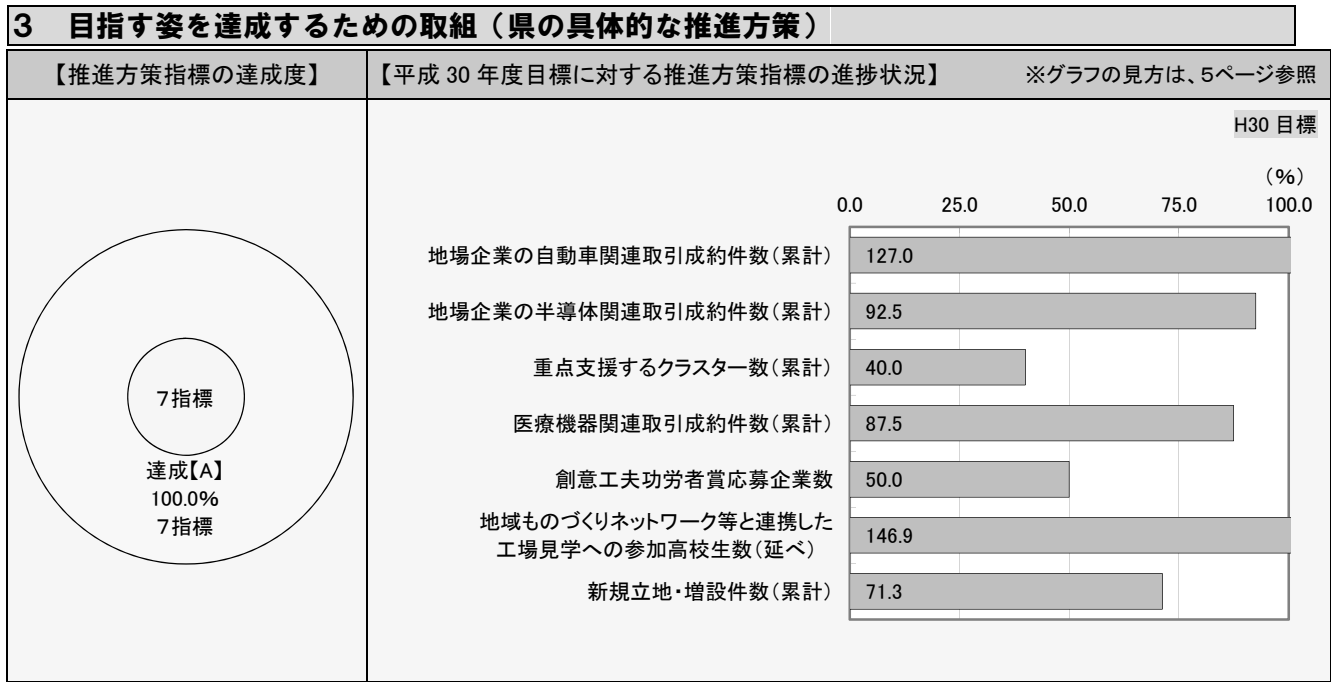 3 目指す姿を達成するための取組（県の具体的な推進方策）
【推進方策指標の達成度】
【平成 30 年度目標に対する推進方策指標の進捗状況】 ※グラフの見方は、5ページ参照
7指標
達成【A】
100.0%
7指標
H30 目標
(%)
0.0 25.0 50.0 75.0 100.0
地場企業の自動車関連取引成約件数(累計) 127.0
地場企業の半導体関連取引成約件数(累計) 92.5
重点支援するクラスター数(累計) 40.0
医療機器関連取引成約件数(累計) 87.5
創意工夫功労者賞応募企業数 50.0
地域ものづくりネットワーク等と連携した
工場見学への参加高校生数(延べ) 146.9
新規立地・増設件数(累計) 71.3